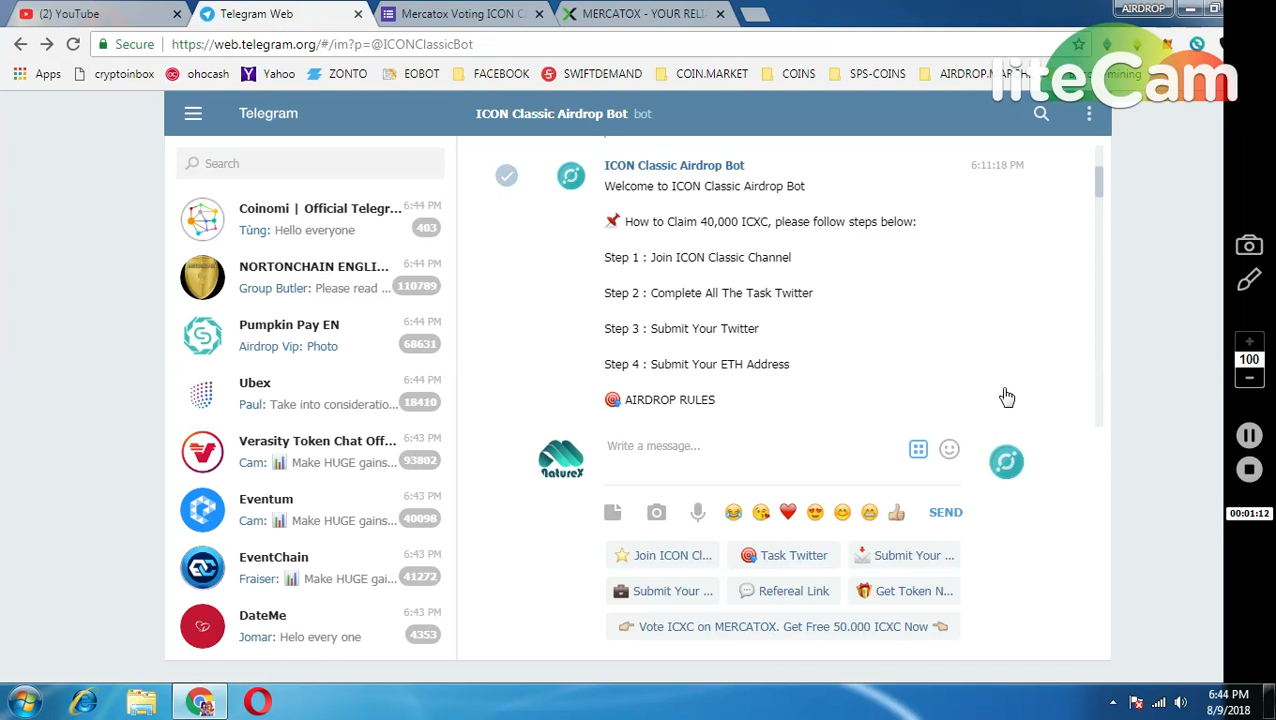 (2) YouTube
Telegram Web
Mercatox Voting ICONC
MERCATOX - YOUR RELI
AIRDROP
Secure
https://web.telegram.org/#/im?p=@ICONClassicBot
Apps
cryptoinbox
ohocash
Yahoo
ZONTO
EOBOT
FACEBOOK
SWIFTDEMAND
COIN.MARKET
COINS
SPS-COINS
mining
liteCam
Telegram
ICON Classic Airdrop Bot bot
Search
Coinomi | Official Telegr... 6:44 PM
Tùng: Hello everyone 403
NORTONCHAIN ENGLI... 6:44 PM
Group Butler: Please read ... 110789
Pumpkin Pay EN 6:44 PM
Airdrop Vip: Photo 68631
Ubex 6:44 PM
Paul: Take into consideratio... 18410
Verasity Token Chat Off... 6:43 PM
Cam: 📊 Make HUGE gains... 93802
Eventum 6:43 PM
Cam: 📊 Make HUGE gains... 40098
EventChain 6:43 PM
Fraiser: 📊 Make HUGE gai... 41272
DateMe 6:43 PM
Jomar: Helo every one 4353
ICON Classic Airdrop Bot 6:11:18 PM
Welcome to ICON Classic Airdrop Bot
📌 How to Claim 40,000 ICXC, please follow steps below:
Step 1 : Join ICON Classic Channel
Step 2 : Complete All The Task Twitter
Step 3 : Submit Your Twitter
Step 4 : Submit Your ETH Address
🎯 AIRDROP RULES
NatureX
Write a message...
😂 😘 ❤️ 😍 😊 😁 👍 SEND
⭐ Join ICON Cl...
🎯 Task Twitter
📩 Submit Your ...
💼 Submit Your ...
💬 Refereal Link
🎁 Get Token N...
👉 Vote ICXC on MERCATOX. Get Free 50.000 ICXC Now 👈
100
00:01:12
6:44 PM
8/9/2018